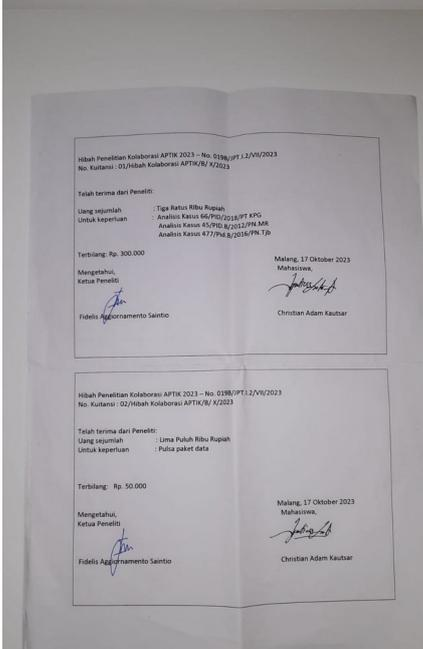 Hibah Penelitian Kolaborasi APTIK 2023 – No. 0198/JPT.I.2/VII/2023
No. Kuitansi : 01/Hibah Kolaborasi APTIK/B/ X/2023
Telah terima dari Peneliti:
Uang sejumlah : Tiga Ratus Ribu Rupiah
Untuk keperluan : Analisis Kasus 66/PID/2018/PT KPG
Analisis Kasus 45/PID.B/2012/PN.MR
Analisis Kasus 477/Pid.B/2016/PN.Tjb
Terbilang: Rp. 300.000
Malang, 17 Oktober 2023
Mengetahui, Mahasiswa,
Ketua Peneliti
Fidelis Aggiornamento Saintio Christian Adam Kautsar
Hibah Penelitian Kolaborasi APTIK 2023 – No. 0198/JPT.I.2/VII/2023
No. Kuitansi : 02/Hibah Kolaborasi APTIK/B/ X/2023
Telah terima dari Peneliti:
Uang sejumlah : Lima Puluh Ribu Rupiah
Untuk keperluan : Pulsa paket data
Terbilang: Rp. 50.000
Malang, 17 Oktober 2023
Mengetahui, Mahasiswa,
Ketua Peneliti
Fidelis Aggiornamento Saintio Christian Adam Kautsar